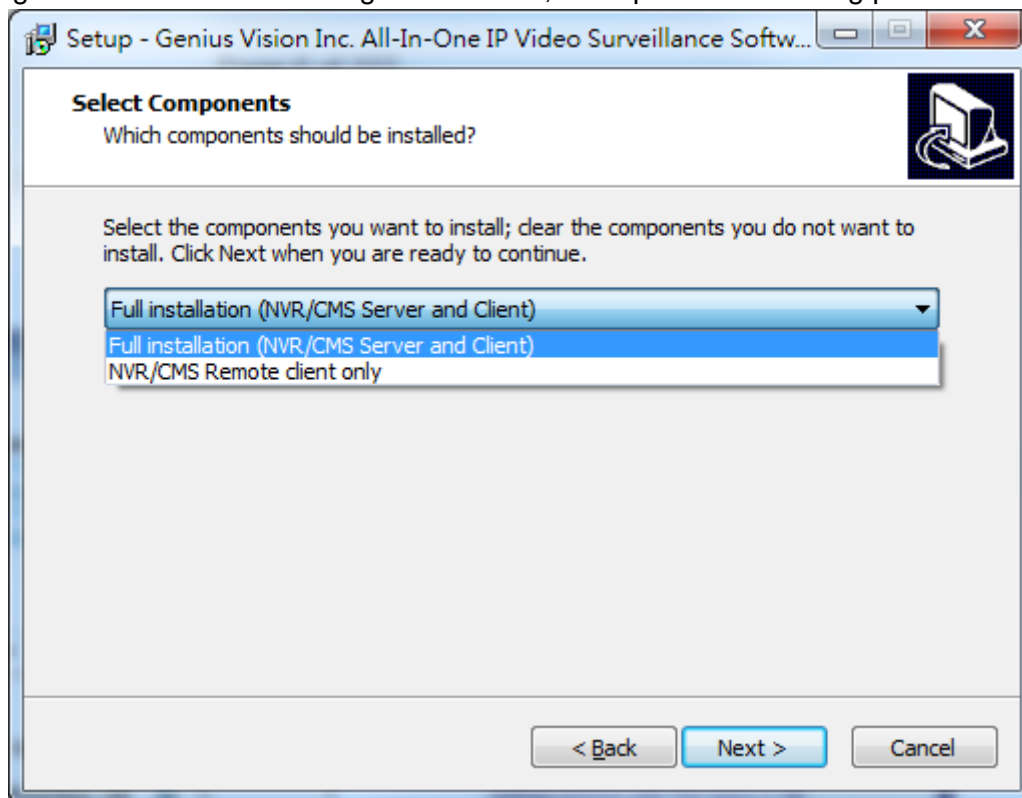 Setup - Genius Vision Inc. All-In-One IP Video Surveillance Softw...
Select Components
Which components should be installed?
Select the components you want to install; clear the components you do not want to
install. Click Next when you are ready to continue.
Full installation (NVR/CMS Server and Client)
Full installation (NVR/CMS Server and Client)
NVR/CMS Remote client only
< Back
Next >
Cancel